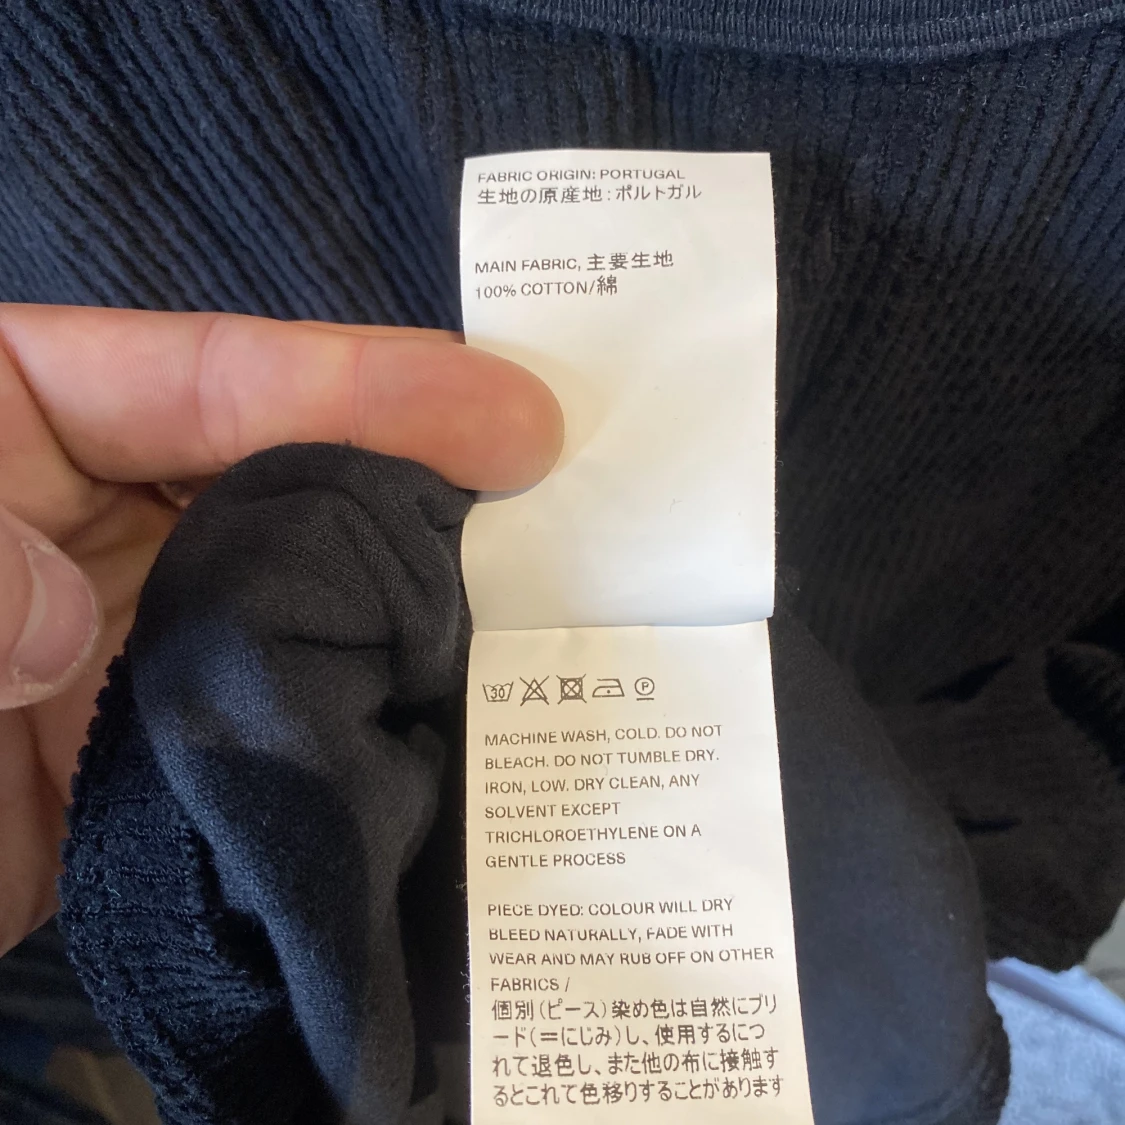 FABRIC ORIGIN: PORTUGAL
生地の原産地：ポルトガル
MAIN FABRIC, 主要生地
100% COTTON/綿
30 P
MACHINE WASH, COLD. DO NOT
BLEACH. DO NOT TUMBLE DRY.
IRON, LOW. DRY CLEAN, ANY
SOLVENT EXCEPT
TRICHLOROETHYLENE ON A
GENTLE PROCESS
PIECE DYED: COLOUR WILL DRY
BLEED NATURALLY, FADE WITH
WEAR AND MAY RUB OFF ON OTHER
FABRICS /
個別(ピース)染め色は自然にブリ
ード(=にじみ)し、使用するにつ
れて退色し、また他の布に接触す
るとこれて色移りすることがあります